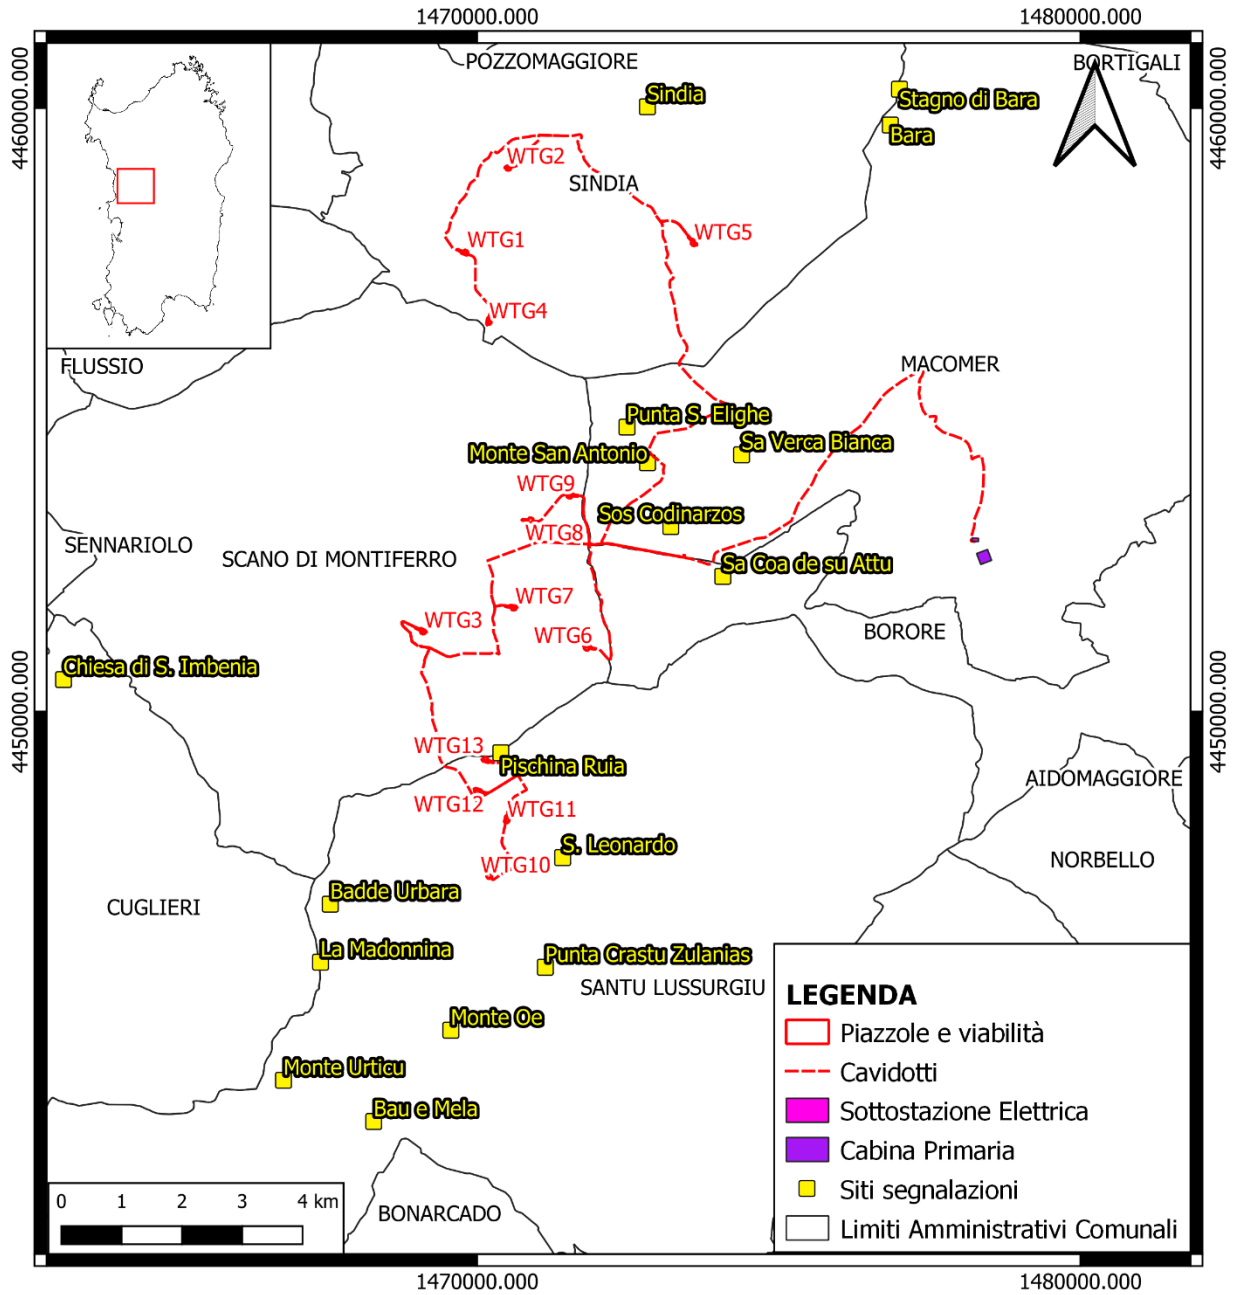 1470000.000
1480000.000
4460000.000
4460000.000
POZZOMAGGIORE
BORTIGALI
Sindia
Stagno di Bara
Bara
WTG2
SINDIA
WTG1
WTG5
WTG4
FLUSSIO
MACOMER
Punta S. Elighe
Sa Verca Bianca
Monte San Antonio
WTG9
Sos Codinarzos
WTG8
SENNARIOLO
SCANO DI MONTIFERRO
Sa Coa de su Attu
WTG7
WTG3
WTG6
BORORE
Chiesa di S. Imbenia
4450000.000
4450000.000
WTG13
Pischina Ruia
AIDOMAGGIORE
WTG12
WTG11
S. Leonardo
WTG10
NORBELLO
Badde Urbara
CUGLIERI
La Madonnina
Punta Crastu Zulanias
SANTU LUSSURGIU
Monte Oe
Monte Urticu
Bau e Mela
BONARCADO
LEGENDA
Piazzole e viabilità
Cavidotti
Sottostazione Elettrica
Cabina Primaria
Siti segnalazioni
Limiti Amministrativi Comunali
0 1 2 3 4 km
1470000.000
1480000.000